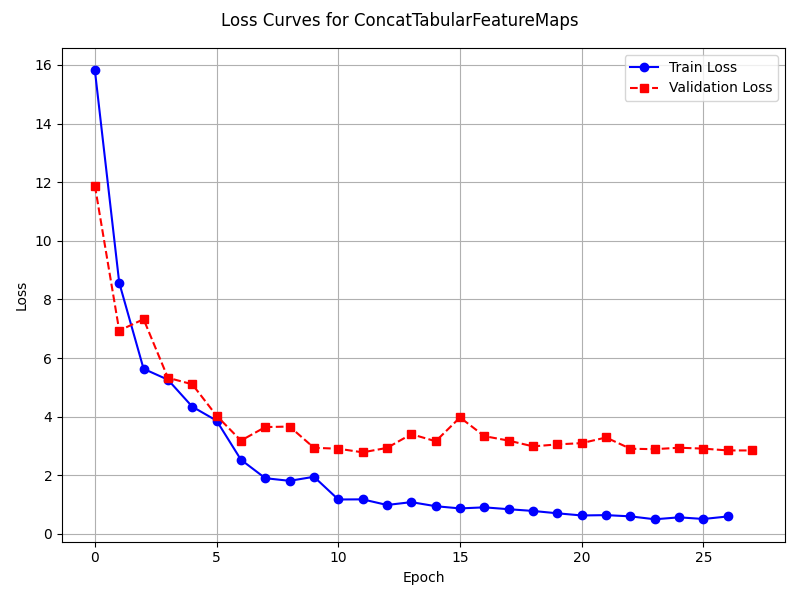 Loss Curves for ConcatTabularFeatureMaps
Train Loss
Validation Loss
Loss
16
14
12
10
8
6
4
2
0
0 5 10 15 20 25
Epoch